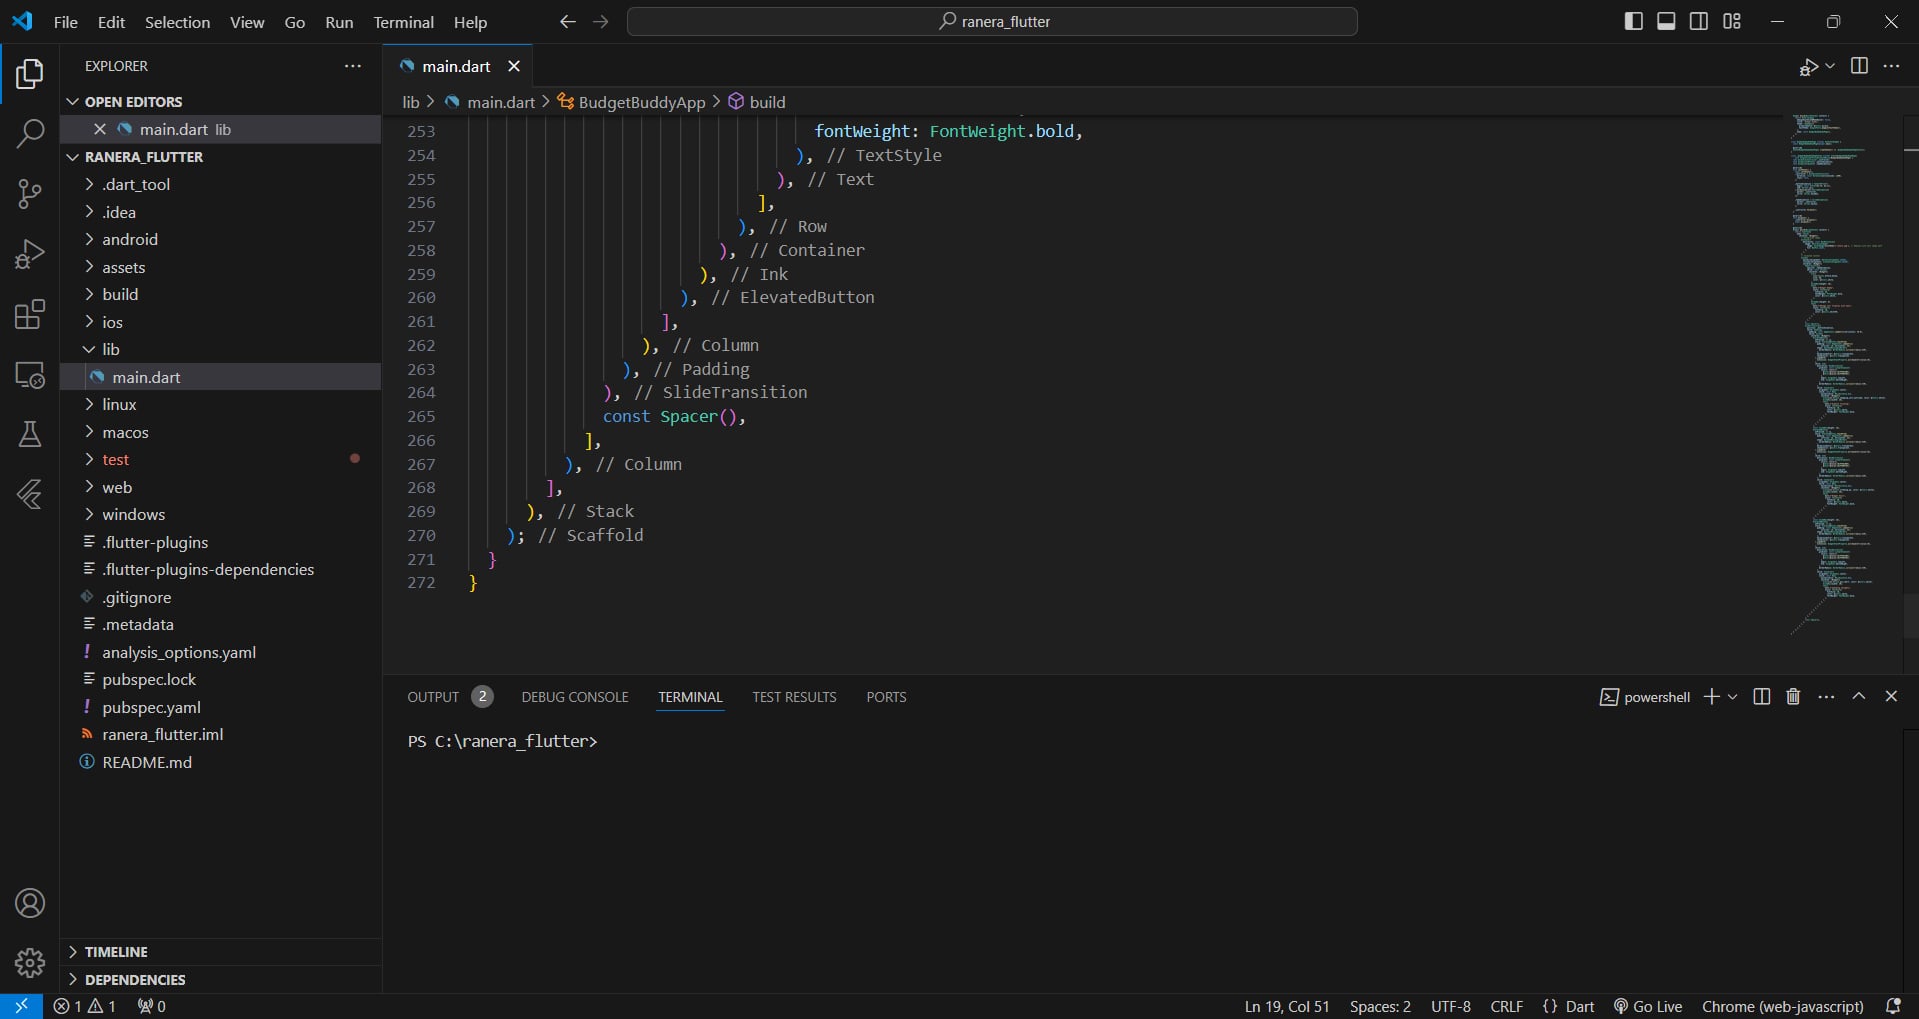 File Edit Selection View Go Run Terminal Help
ranera_flutter
EXPLORER
OPEN EDITORS
main.dart lib
RANERA_FLUTTER
.dart_tool
.idea
android
assets
build
ios
lib
main.dart
linux
macos
test
web
windows
.flutter-plugins
.flutter-plugins-dependencies
.gitignore
.metadata
analysis_options.yaml
pubspec.lock
pubspec.yaml
ranera_flutter.iml
README.md
TIMELINE
DEPENDENCIES
main.dart
lib > main.dart > BudgetBuddyApp > build
253 fontWeight: FontWeight.bold,
254 ), // TextStyle
255 ), // Text
256 ],
257 ), // Row
258 ), // Container
259 ), // Ink
260 ), // ElevatedButton
261 ],
262 ), // Column
263 ), // Padding
264 ), // SlideTransition
265 const Spacer(),
266 ],
267 ), // Column
268 ],
269 ), // Stack
270 ); // Scaffold
271 }
272 }
OUTPUT 2 DEBUG CONSOLE TERMINAL TEST RESULTS PORTS
powershell
PS C:\ranera_flutter>
1 1 0
Ln 19, Col 51 Spaces: 2 UTF-8 CRLF {} Dart Go Live Chrome (web-javascript)